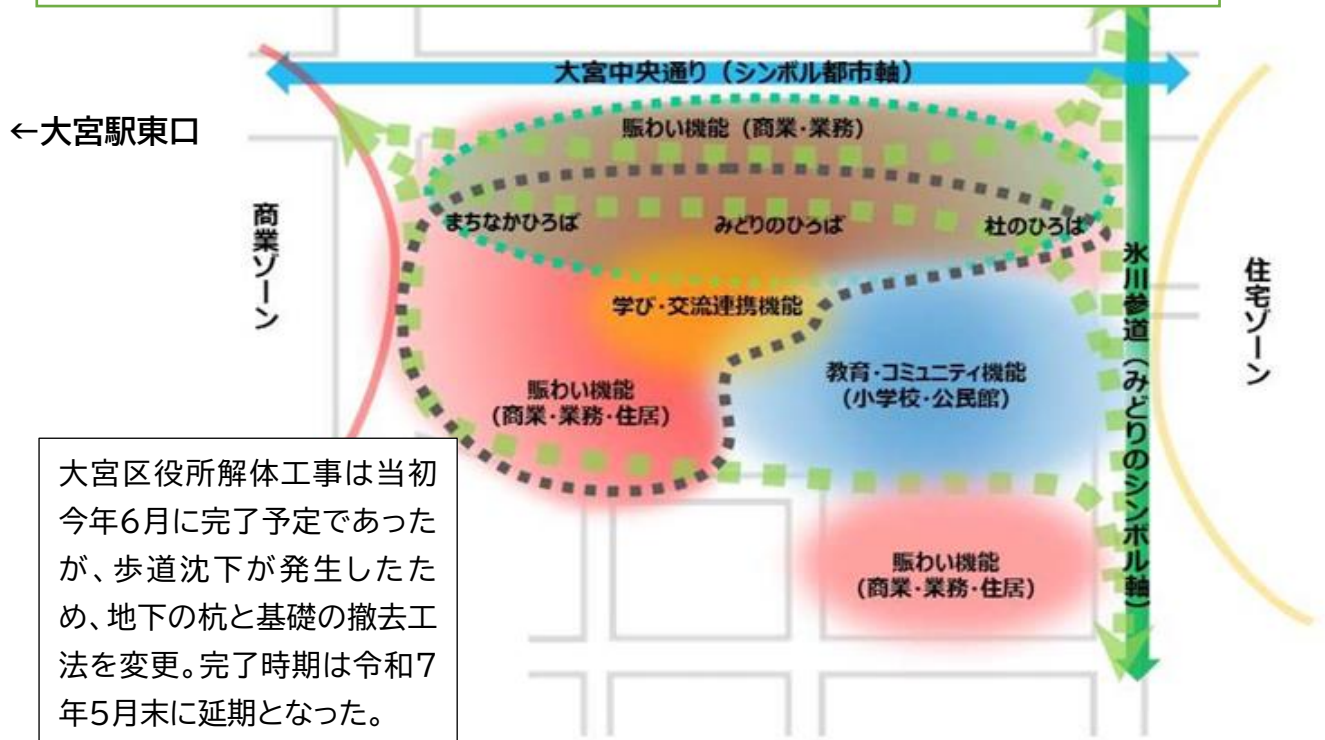 大宮中央通り（シンボル都市軸）
←大宮駅東口
賑わい機能（商業・業務）
商業ゾーン
まちなかひろば
みどりのひろば
杜のひろば
氷川参道（みどりのシンボル軸）
住宅ゾーン
学び・交流連携機能
教育・コミュニティ機能
(小学校・公民館)
賑わい機能
(商業・業務・住居)
大宮区役所解体工事は当初
今年6月に完了予定であった
が、歩道沈下が発生したた
め、地下の杭と基礎の撤去工
法を変更。完了時期は令和7
年5月末に延期となった。
賑わい機能
(商業・業務・住居)